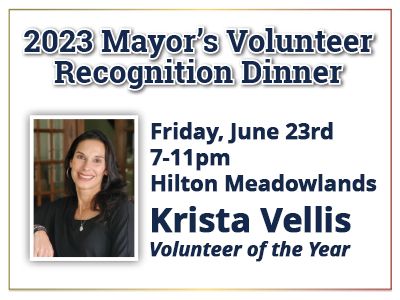 2023 Mayor's Volunteer
Recognition Dinner
Friday, June 23rd
7-11pm
Hilton Meadowlands
Krista Vellis
Volunteer of the Year